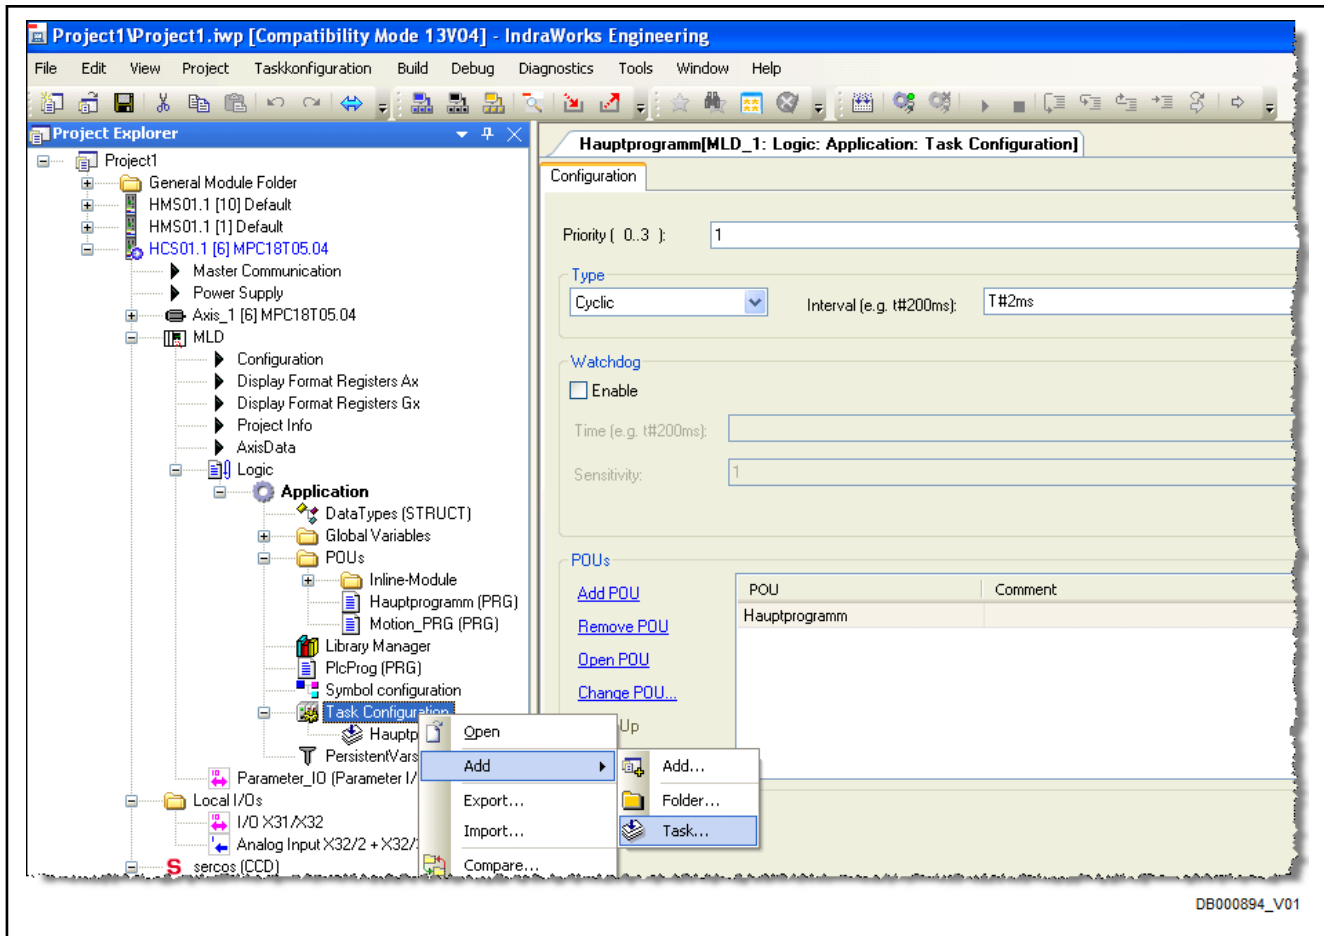 Project1\Project1.iwp [Compatibility Mode 13V04] - IndraWorks Engineering
File Edit View Project Taskkonfiguration Build Debug Diagnostics Tools Window Help
Project Explorer
Project1
General Module Folder
HMS01.1 [10] Default
HMS01.1 [1] Default
HCS01.1 [6] MPC18T05.04
Master Communication
Power Supply
Axis_1 [6] MPC18T05.04
MLD
Configuration
Display Format Registers Ax
Display Format Registers Gx
Project Info
AxisData
Logic
Application
DataTypes (STRUCT)
Global Variables
POUs
Inline-Module
Hauptprogramm (PRG)
Motion_PRG (PRG)
Library Manager
PlcProg (PRG)
Symbol configuration
Task Configuration
Hauptp
PersistentVars
Parameter_IO (Parameter I/
Local I/Os
I/O X31/X32
Analog Input X32/2 + X32/
sercos (CCD)
Open
Add
Export...
Import...
Compare...
Add...
Folder...
Task...
Hauptprogramm[MLD_1: Logic: Application: Task Configuration]
Configuration
Priority ( 0..3 ): 1
Type
Cyclic Interval (e.g. t#200ms): T#2ms
Watchdog
Enable
Time (e.g. t#200ms):
Sensitivity: 1
POUs
Add POU
Remove POU
Open POU
Change POU...
Up
POU Comment
Hauptprogramm
DB000894_V01